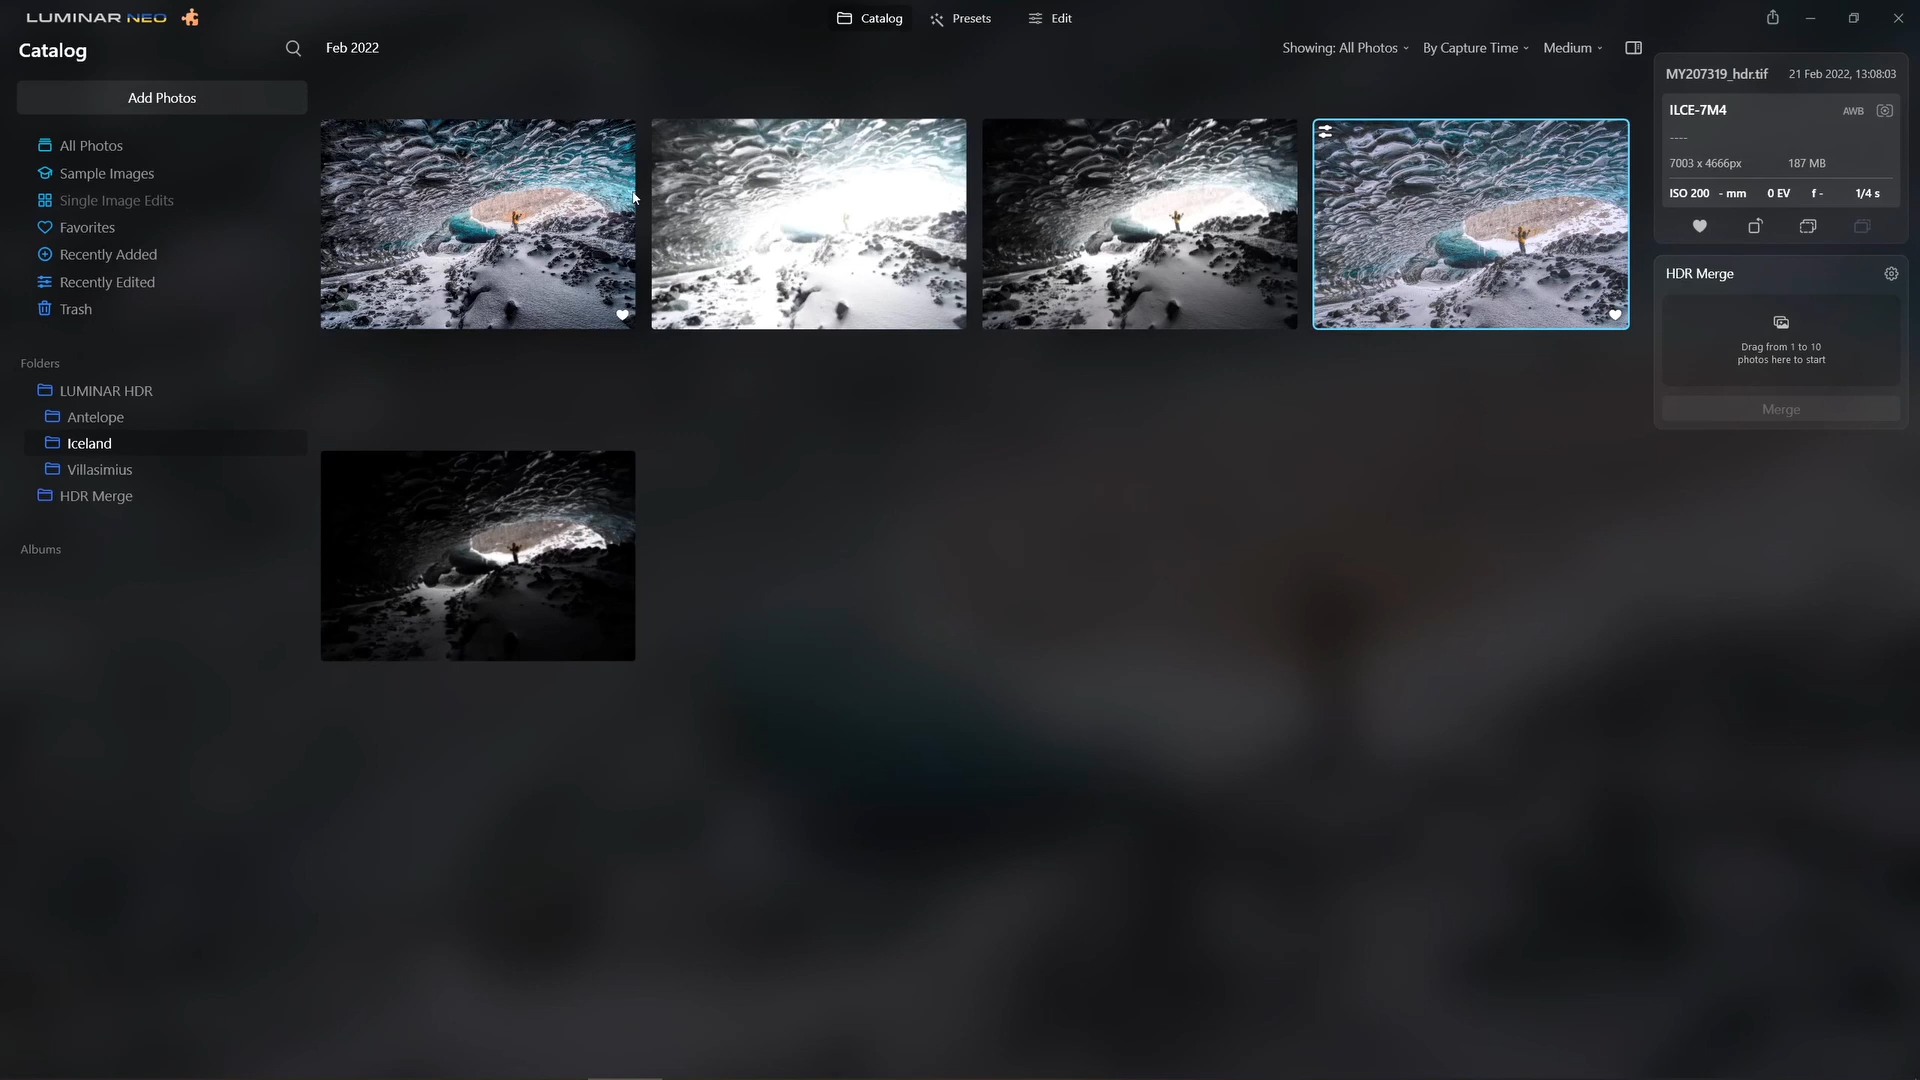 LUMINAR NEO
Catalog
Presets
Edit
Catalog
Feb 2022
Showing: All Photos
By Capture Time
Medium
Add Photos
All Photos
Sample Images
Single Image Edits
Favorites
Recently Added
Recently Edited
Trash
Folders
LUMINAR HDR
Antelope
Iceland
Villasimius
HDR Merge
Albums
MY207319_hdr.tif 21 Feb 2022, 13:08:03
ILCE-7M4 AWB
----
7003 x 4666px 187 MB
ISO 200 - mm 0 EV f - 1/4 s
HDR Merge
Drag from 1 to 10
photos here to start
Merge